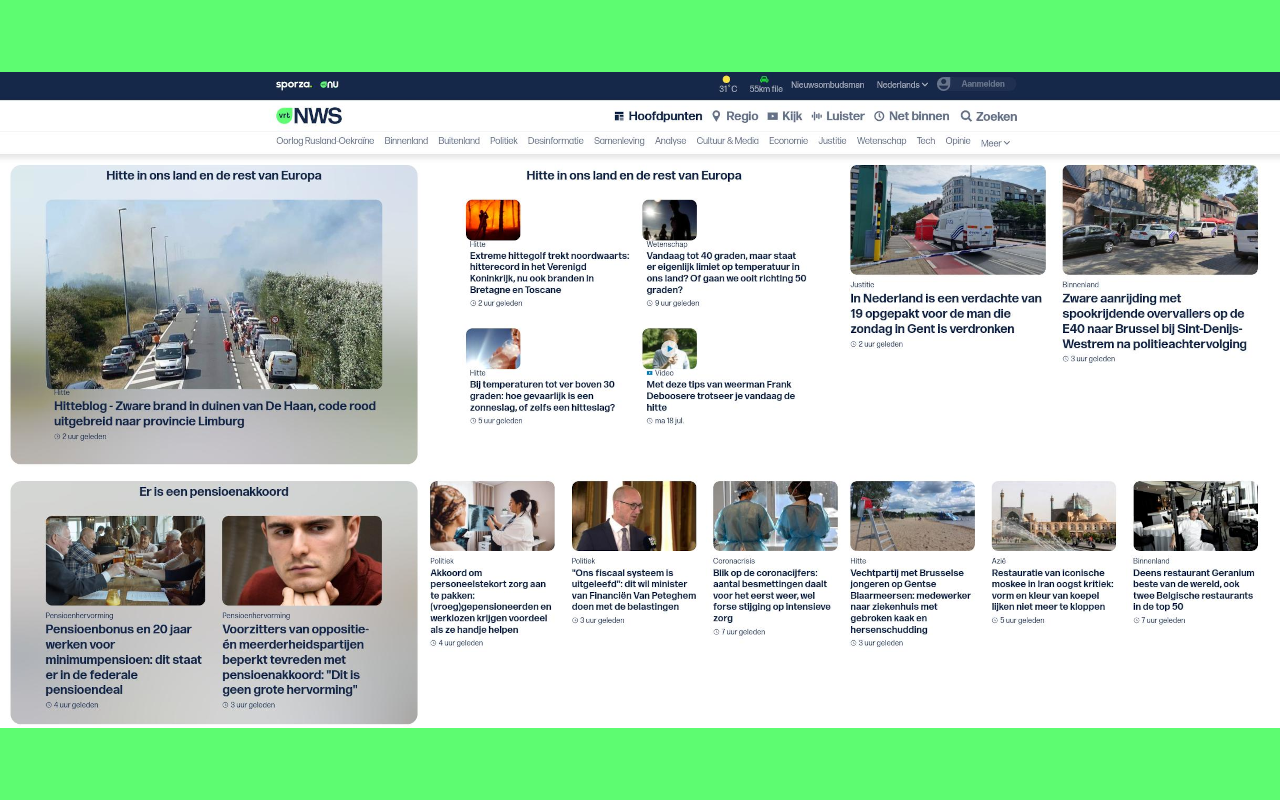 sporza.
nu
31°C
55km file
Nieuwsombudsman
Nederlands
Aanmelden
vrt NWS
Hoofdpunten
Regio
Kijk
Luister
Net binnen
Zoeken
Oorlog Rusland-Oekraïne
Binnenland
Buitenland
Politiek
Desinformatie
Samenleving
Analyse
Cultuur & Media
Economie
Justitie
Wetenschap
Tech
Opinie
Meer
Hitte in ons land en de rest van Europa
Hitte
Hitteblog - Zware brand in duinen van De Haan, code rood
uitgebreid naar provincie Limburg
2 uur geleden
Hitte in ons land en de rest van Europa
Hitte
Extreme hittegolf trekt noordwaarts:
hitterecord in het Verenigd
Koninkrijk, nu ook branden in
Bretagne en Toscane
2 uur geleden
Wetenschap
Vandaag tot 40 graden, maar staat
er eigenlijk limiet op temperatuur in
ons land? Of gaan we ooit richting 50
graden?
9 uur geleden
Hitte
Bij temperaturen tot ver boven 30
graden: hoe gevaarlijk is een
zonneslag, of zelfs een hitteslag?
5 uur geleden
Video
Met deze tips van weerman Frank
Deboosere trotseer je vandaag de
hitte
ma 18 jul.
Justitie
In Nederland is een verdachte van
19 opgepakt voor de man die
zondag in Gent is verdronken
2 uur geleden
Binnenland
Zware aanrijding met
spookrijdende overvallers op de
E40 naar Brussel bij Sint-Denijs-
Westrem na politieachtervolging
3 uur geleden
Er is een pensioenakkoord
Pensioenhervorming
Pensioenbonus en 20 jaar
werken voor
minimumpensioen: dit staat
er in de federale
pensioendeal
4 uur geleden
Pensioenhervorming
Voorzitters van oppositie-
én meerderheidspartijen
beperkt tevreden met
pensioenakkoord: "Dit is
geen grote hervorming"
3 uur geleden
Politiek
Akkoord om
personeelstekort zorg aan
te pakken:
(vroeg)gepensioneerden en
werklozen krijgen voordeel
als ze handje helpen
4 uur geleden
Politiek
"Ons fiscaal systeem is
uitgeleefd": dit wil minister
van Financiën Van Peteghem
doen met de belastingen
3 uur geleden
Coronacrisis
Blik op de coronacijfers:
aantal besmettingen daalt
voor het eerst weer, wel
forse stijging op intensieve
zorg
7 uur geleden
Hitte
Vechtpartij met Brusselse
jongeren op Gentse
Blaarmeersen: medewerker
naar ziekenhuis met
gebroken kaak en
hersenschudding
3 uur geleden
Azië
Restauratie van iconische
moskee in Iran oogst kritiek:
vorm en kleur van koepel
lijken niet meer te kloppen
5 uur geleden
Binnenland
Deens restaurant Geranium
beste van de wereld, ook
twee Belgische restaurants
in de top 50
7 uur geleden